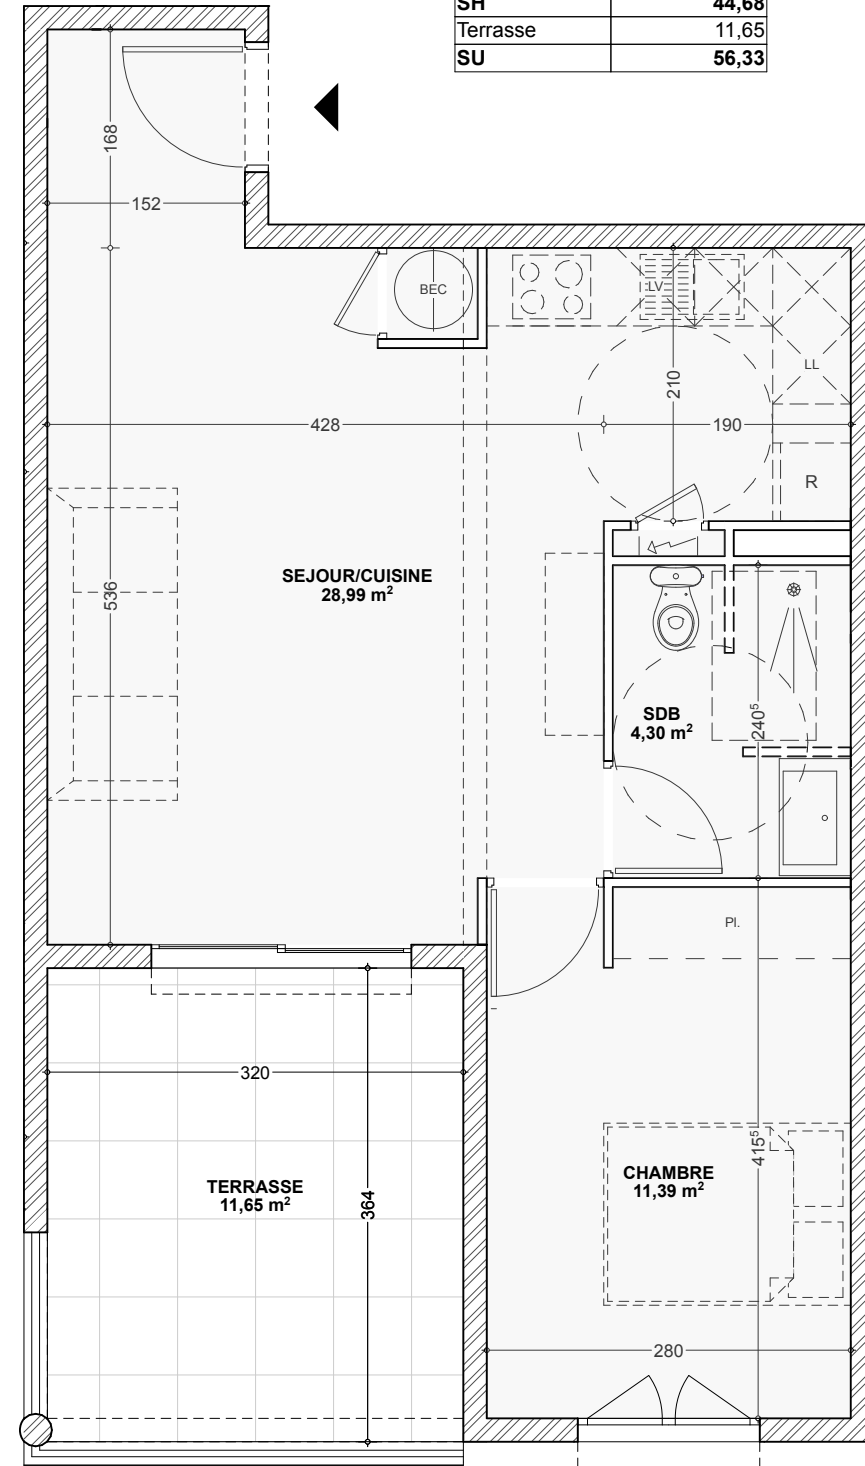 SH 44,68
Terrasse 11,65
SU 56,33
168
152
BEC
LV
LL
210
428
190
R
536
SEJOUR/CUISINE
28,99 m²
SDB
4,30 m²
240⁵
Pl.
320
TERRASSE
11,65 m²
364
CHAMBRE
11,39 m²
415⁵
280